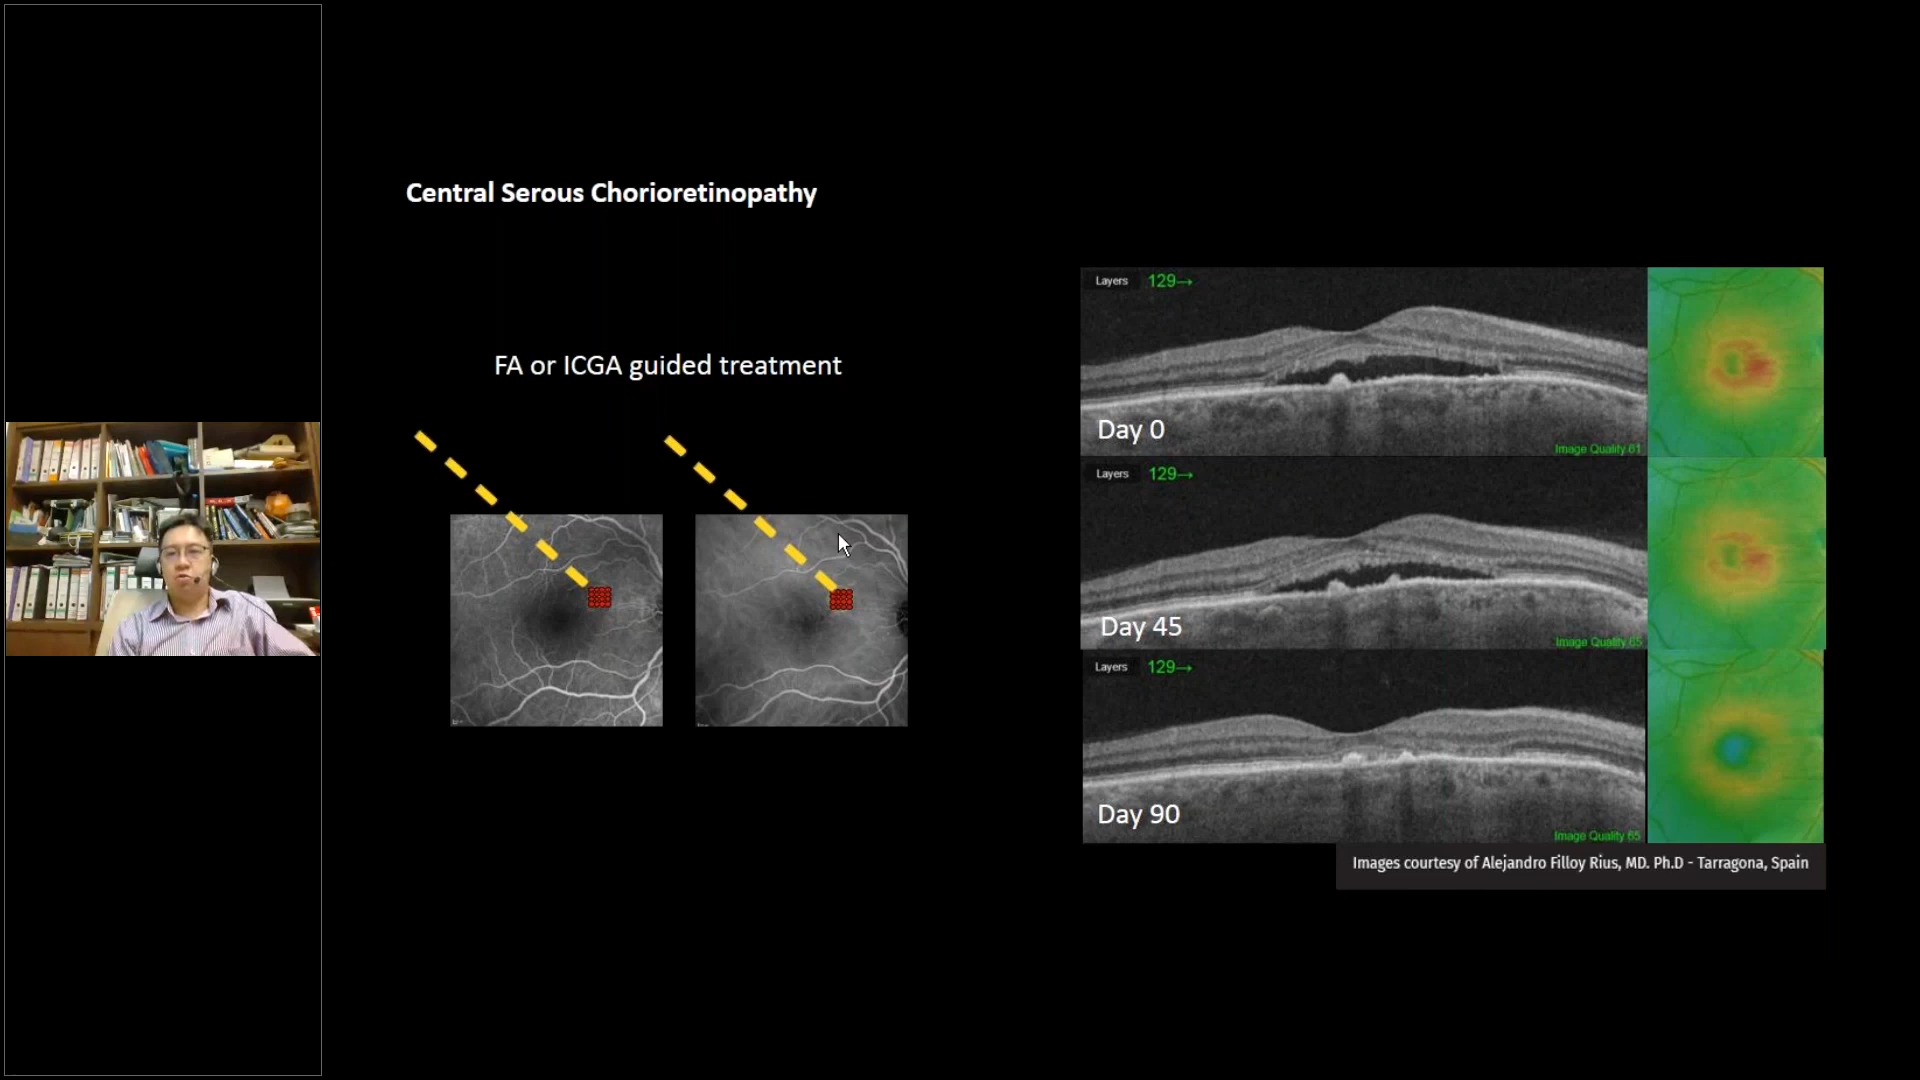 Central Serous Chorioretinopathy
FA or ICGA guided treatment
Layers 129→
Day 0
Image Quality 61
Layers 129→
Day 45
Image Quality 65
Layers 129→
Day 90
Image Quality 65
Images courtesy of Alejandro Filloy Rius, MD. Ph.D - Tarragona, Spain